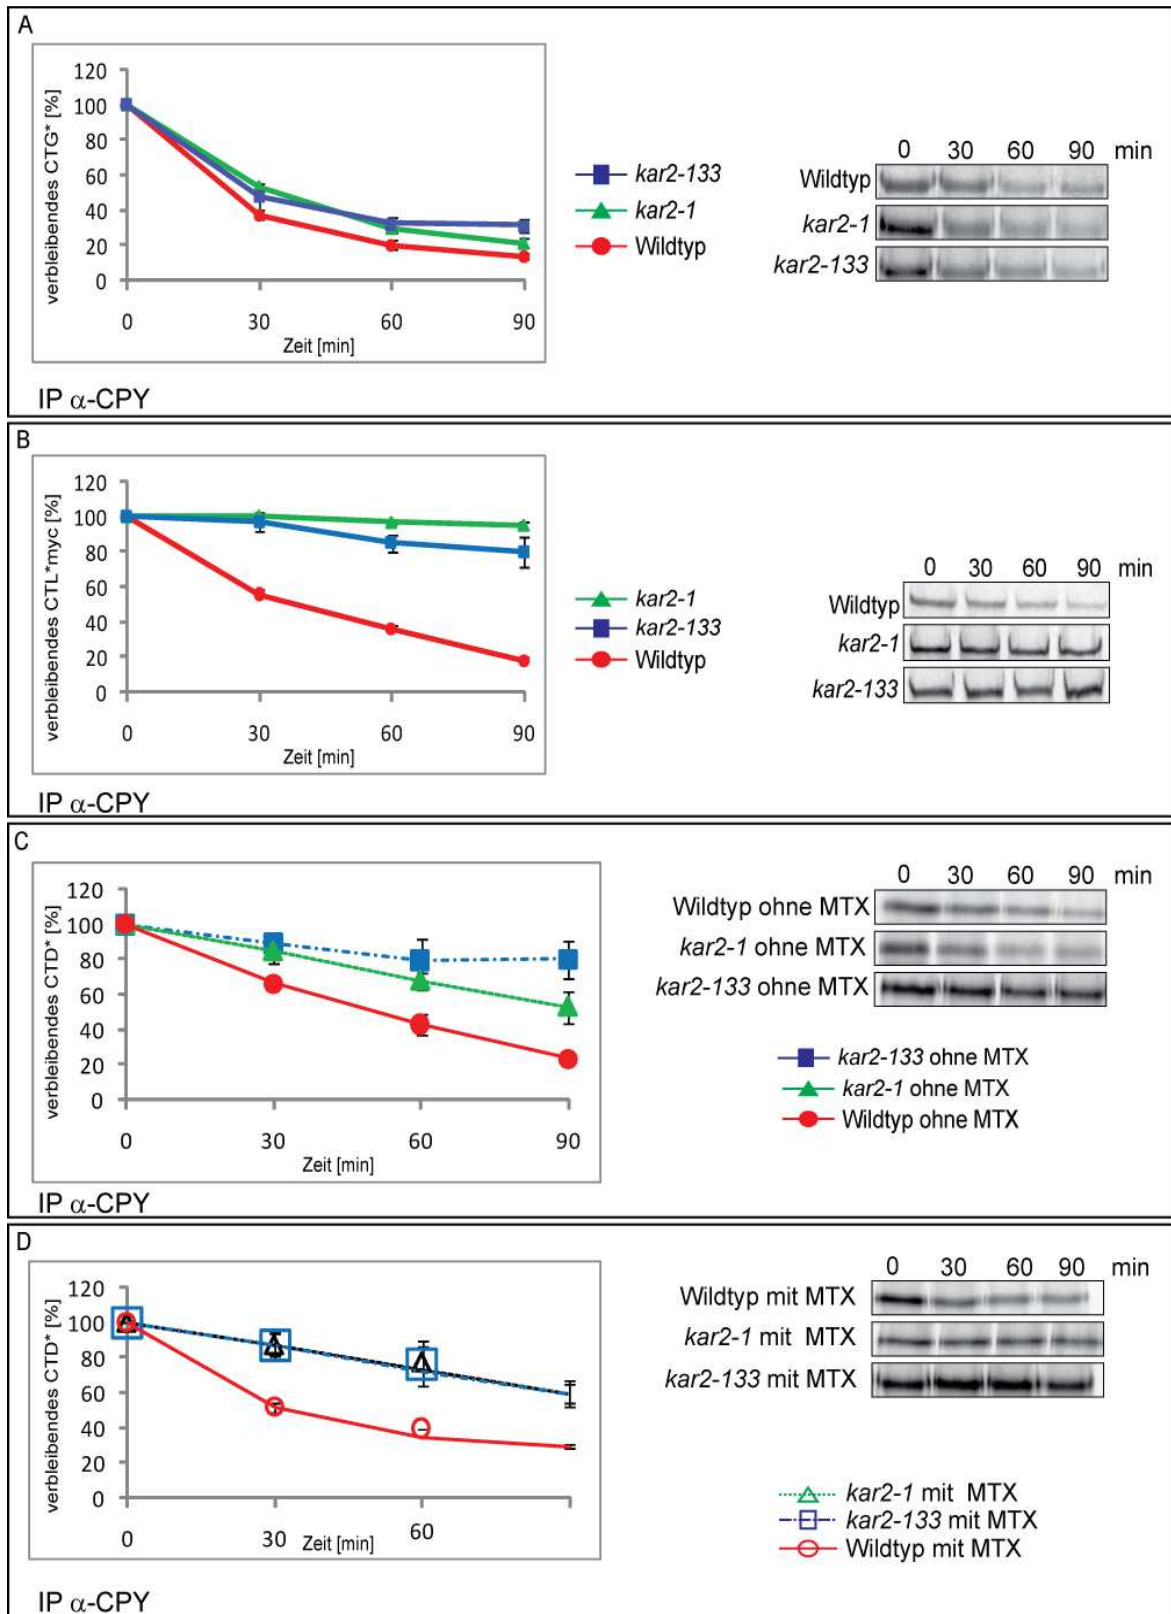 A
verbleibendes CTG* [%]
120
100
80
60
40
20
0
0 30 60 90
Zeit [min]
kar2-133
kar2-1
Wildtyp
0 30 60 90 min
Wildtyp
kar2-1
kar2-133
IP α-CPY
B
verbleibendes CTL*myc [%]
120
100
80
60
40
20
0
0 30 60 90
Zeit [min]
kar2-1
kar2-133
Wildtyp
0 30 60 90 min
Wildtyp
kar2-1
kar2-133
IP α-CPY
C
verbleibendes CTD* [%]
120
100
80
60
40
20
0
0 30 60 90
Zeit [min]
0 30 60 90 min
Wildtyp ohne MTX
kar2-1 ohne MTX
kar2-133 ohne MTX
kar2-133 ohne MTX
kar2-1 ohne MTX
Wildtyp ohne MTX
IP α-CPY
D
verbleibendes CTD* [%]
120
100
80
60
40
20
0
0 30 60
Zeit [min]
0 30 60 90 min
Wildtyp mit MTX
kar2-1 mit MTX
kar2-133 mit MTX
kar2-1 mit MTX
kar2-133 mit MTX
Wildtyp mit MTX
IP α-CPY